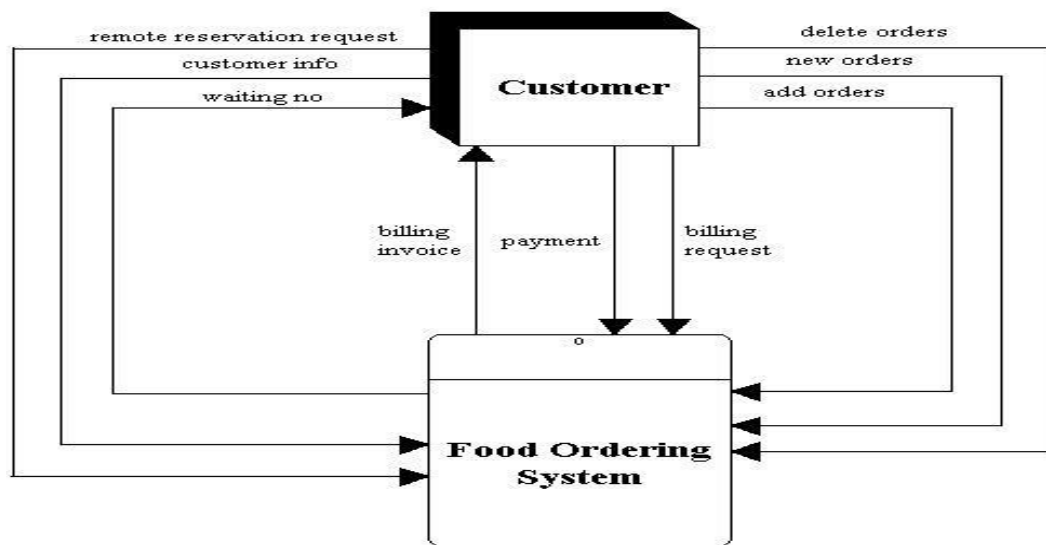 remote reservation request
customer info
waiting no
Customer
delete orders
new orders
add orders
billing
invoice
payment
billing
request
0
Food Ordering
System